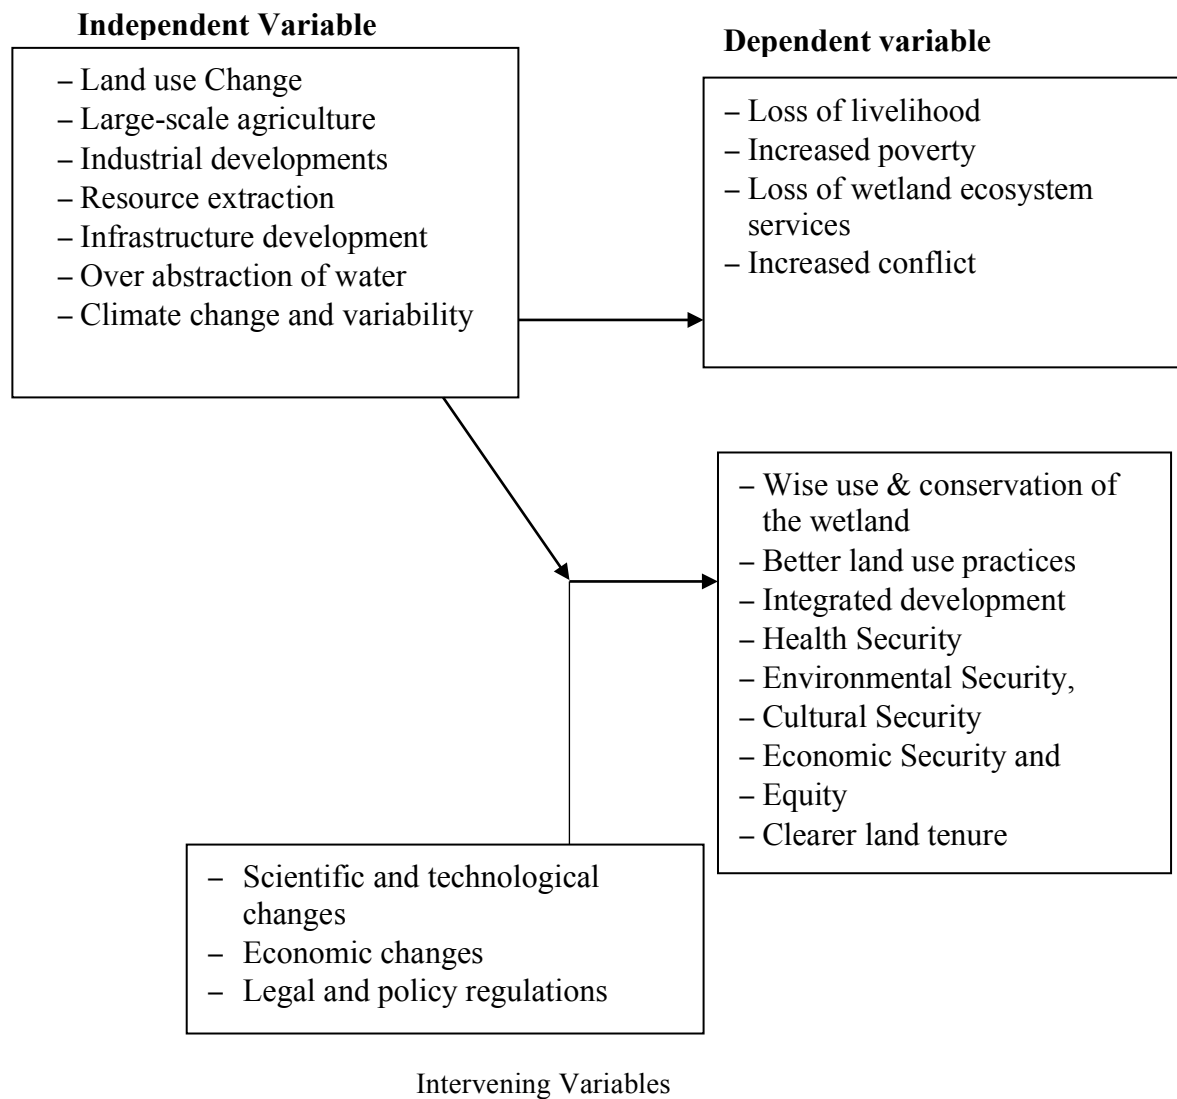 Independent Variable
– Land use Change
– Large-scale agriculture
– Industrial developments
– Resource extraction
– Infrastructure development
– Over abstraction of water
– Climate change and variability
Dependent variable
– Loss of livelihood
– Increased poverty
– Loss of wetland ecosystem
services
– Increased conflict
– Wise use & conservation of
the wetland
– Better land use practices
– Integrated development
– Health Security
– Environmental Security,
– Cultural Security
– Economic Security and
– Equity
– Clearer land tenure
– Scientific and technological
changes
– Economic changes
– Legal and policy regulations
Intervening Variables